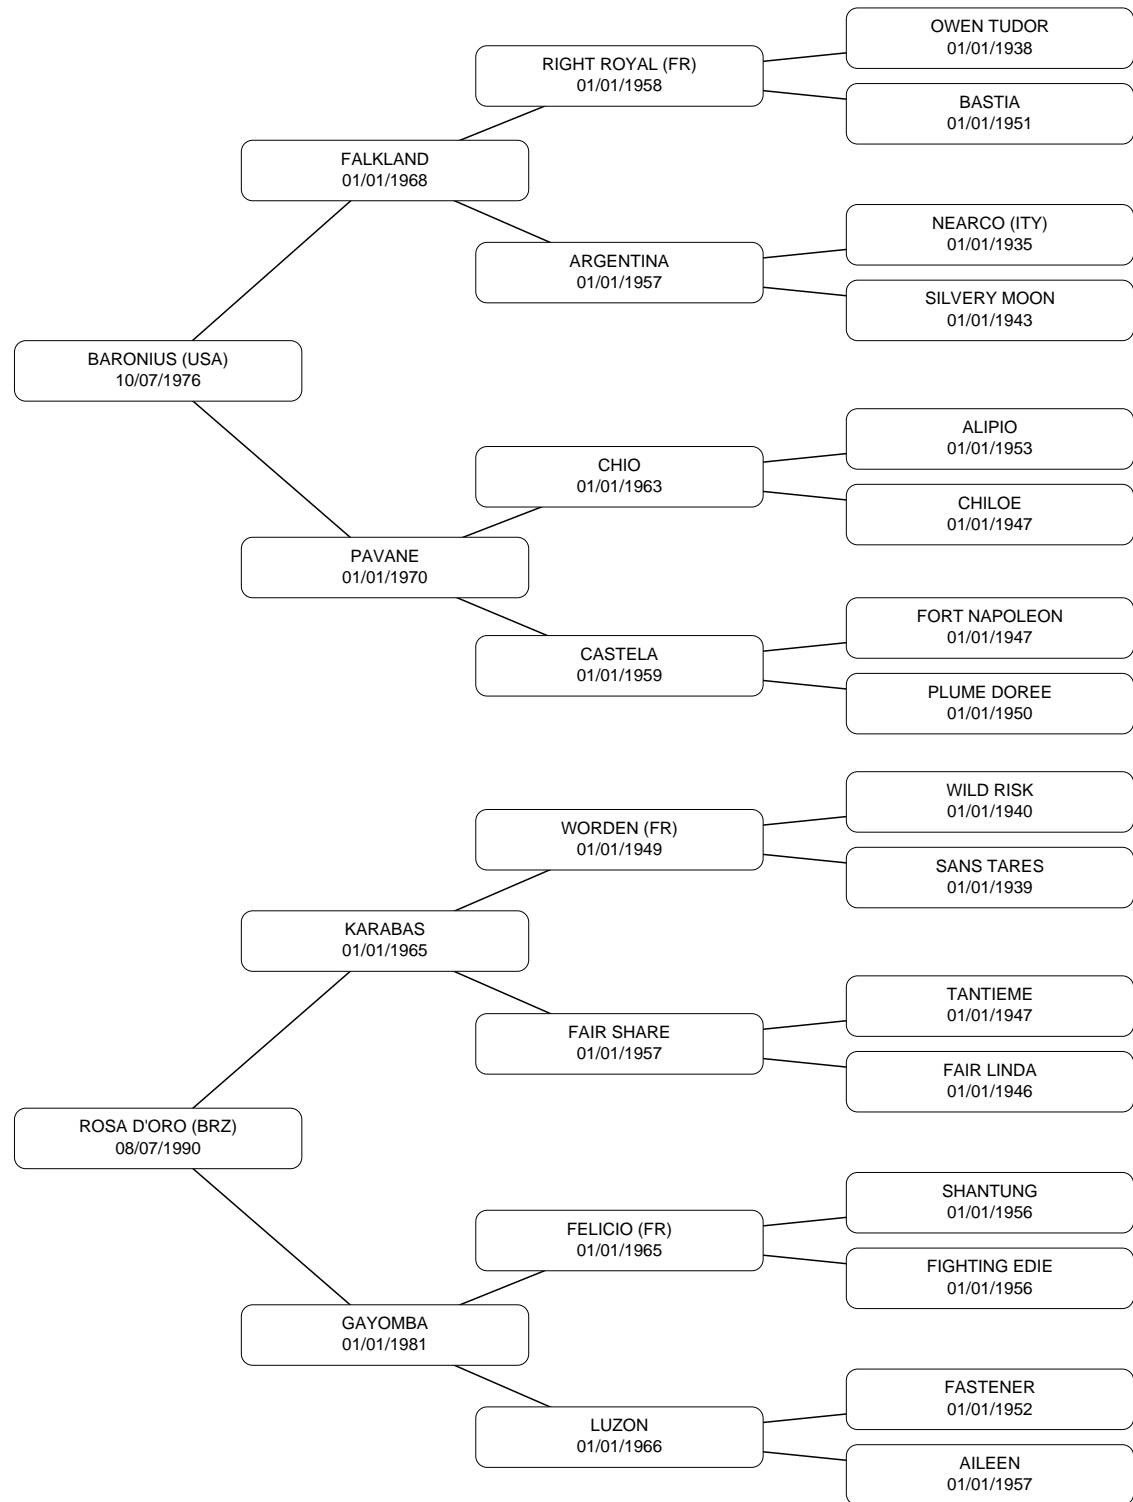 OWEN TUDOR
01/01/1938
RIGHT ROYAL (FR)
01/01/1958
BASTIA
01/01/1951
FALKLAND
01/01/1968
NEARCO (ITY)
01/01/1935
ARGENTINA
01/01/1957
SILVERY MOON
01/01/1943
BARONIUS (USA)
10/07/1976
ALIPIO
01/01/1953
CHIO
01/01/1963
CHILOE
01/01/1947
PAVANE
01/01/1970
FORT NAPOLEON
01/01/1947
CASTELA
01/01/1959
PLUME DOREE
01/01/1950
WILD RISK
01/01/1940
WORDEN (FR)
01/01/1949
SANS TARES
01/01/1939
KARABAS
01/01/1965
TANTIEME
01/01/1947
FAIR SHARE
01/01/1957
FAIR LINDA
01/01/1946
ROSA D'ORO (BRZ)
08/07/1990
SHANTUNG
01/01/1956
FELICIO (FR)
01/01/1965
FIGHTING EDIE
01/01/1956
GAYOMBA
01/01/1981
FASTENER
01/01/1952
LUZON
01/01/1966
AILEEN
01/01/1957